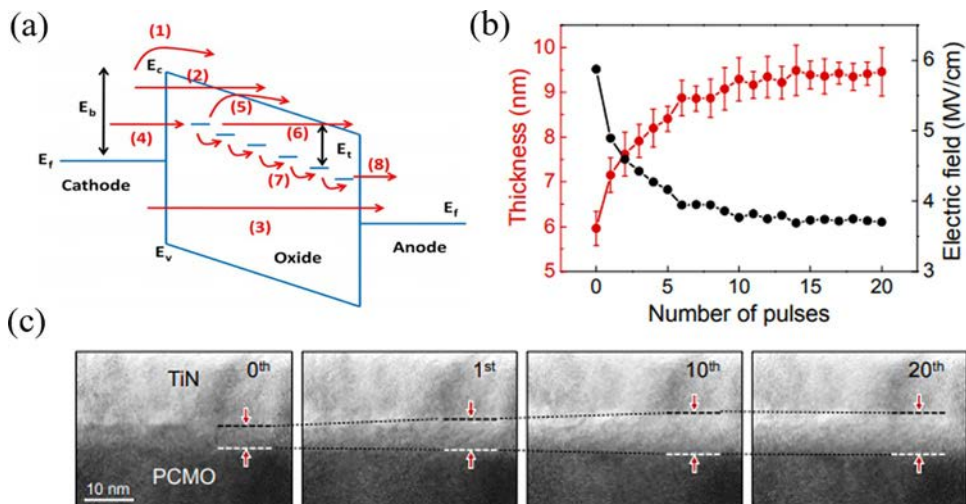 (a)
(1)
E_c
(2)
(5)
E_b
(4)
(6)
E_t
E_f
(7)
(8)
Cathode
(3)
E_f
E_v
Oxide
Anode
(b)
Thickness (nm)
10
9
8
7
6
5
0
5
10
15
20
Number of pulses
6
5
4
3
Electric field (MV/cm)
(c)
TiN
0th
1st
10th
20th
PCMO
10 nm